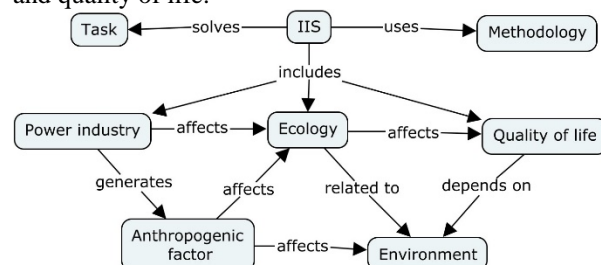 and quality of life.
Task
solves
IIS
uses
Methodology
includes
Power industry
affects
Ecology
affects
Quality of life
generates
affects
related to
depends on
Anthropogenic
factor
affects
Environment